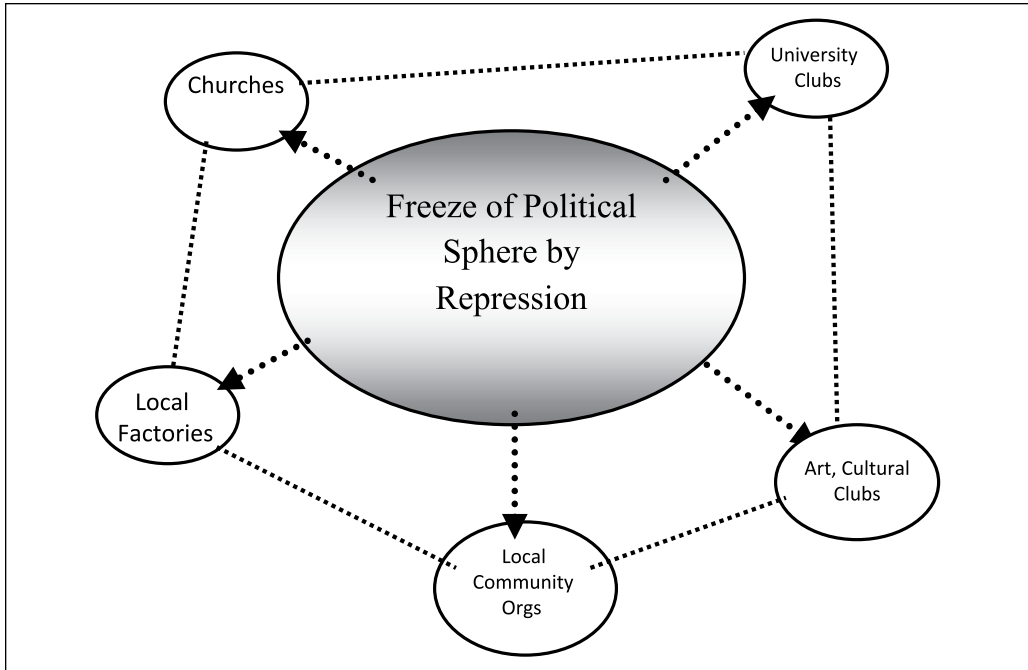 Churches
University
Clubs
Freeze of Political
Sphere by
Repression
Local
Factories
Art, Cultural
Clubs
Local
Community
Orgs